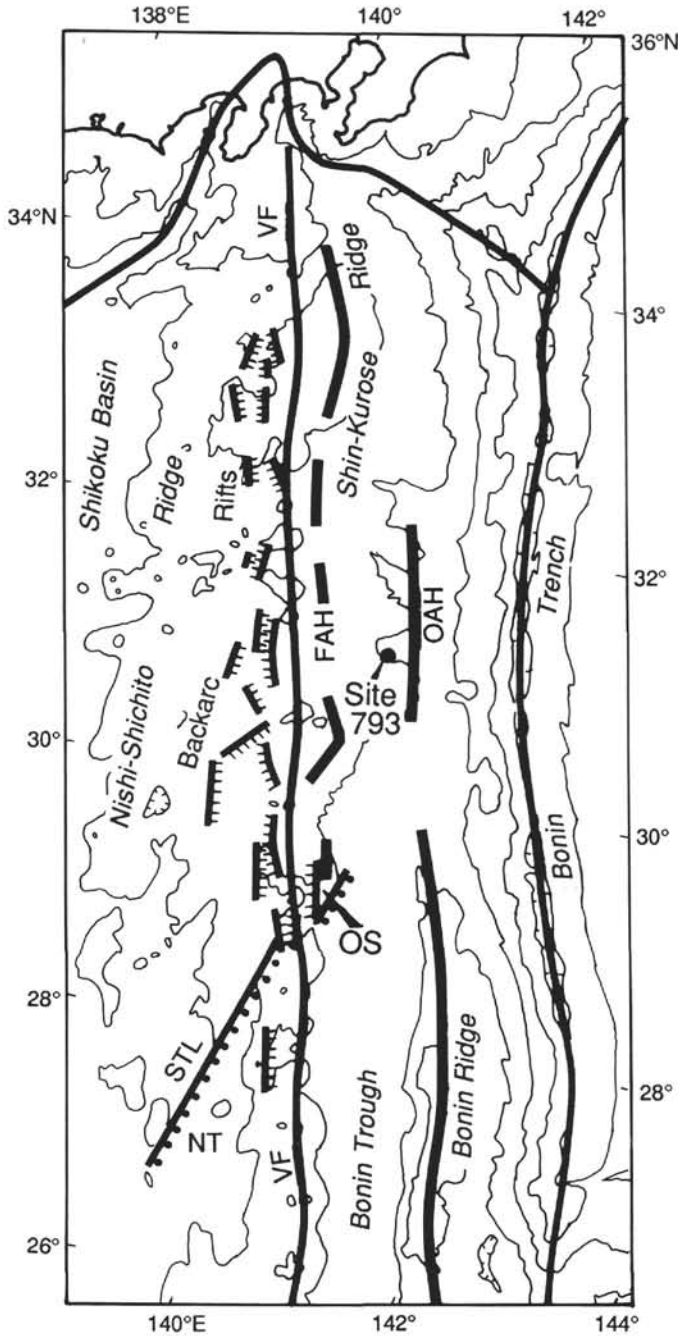 138°E
140°
142°
36°N
34°N
VF
Ridge
34°
Shikoku Basin
Ridge
Rifts
Shin-Kurose
32°
32°
Trench
FAH
OAH
Site
793
Nishi-Shichito
Backarc
30°
30°
Bonin
OS
28°
STL
NT
VF
Bonin Trough
Bonin Ridge
28°
26°
140°E
142°
144°